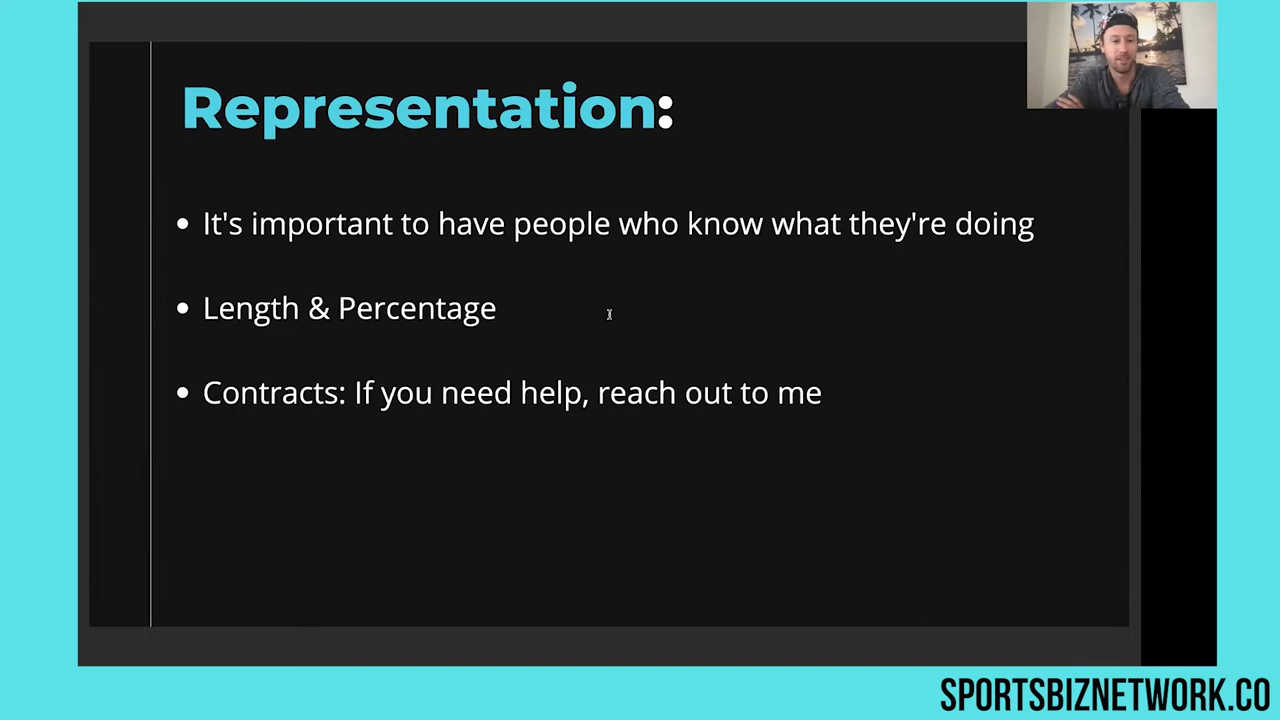 Representation:
It's important to have people who know what they're doing
Length & Percentage
Contracts: If you need help, reach out to me
SPORTSBIZNETWORK.CO